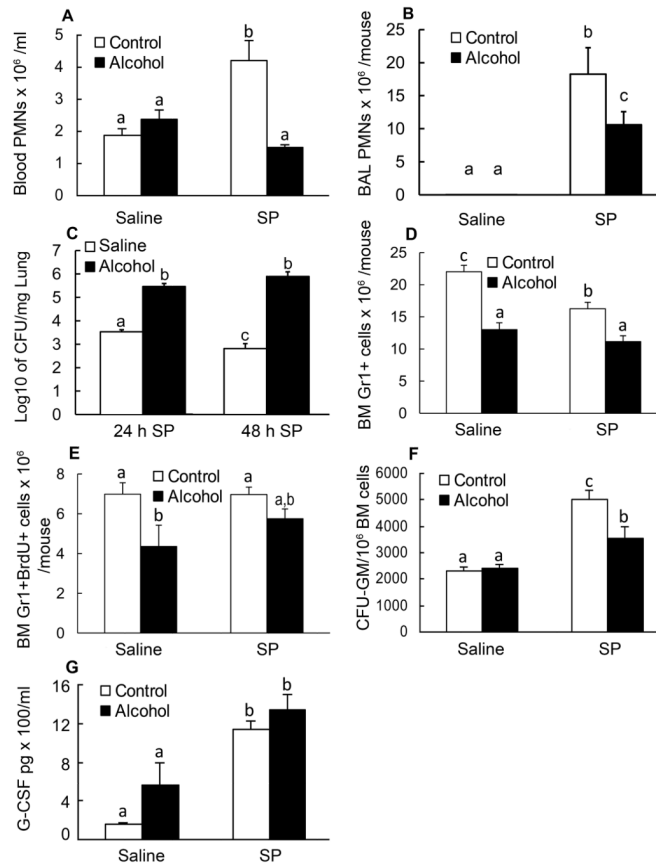 A
Blood PMNs x 10⁶ /ml
5
4
3
2
1
0
Control
Alcohol
a
a
b
a
Saline
SP
B
BAL PMNs x 10⁶ /mouse
25
20
15
10
5
0
Control
Alcohol
a
a
b
c
Saline
SP
C
Log10 of CFU/mg Lung
7
6
5
4
3
2
1
0
Saline
Alcohol
a
b
c
b
24 h SP
48 h SP
D
BM Gr1+ cells x 10⁶ /mouse
25
20
15
10
5
0
Control
Alcohol
c
a
b
a
Saline
SP
E
BM Gr1+BrdU+ cells x 10⁶
/mouse
8
6
4
2
0
Control
Alcohol
a
b
a
a,b
Saline
SP
F
CFU-GM/10⁶ BM cells
6000
5000
4000
3000
2000
1000
0
Control
Alcohol
a
a
c
b
Saline
SP
G
G-CSF pg x 100/ml
16
12
8
4
0
Control
Alcohol
a
a
b
b
Saline
SP